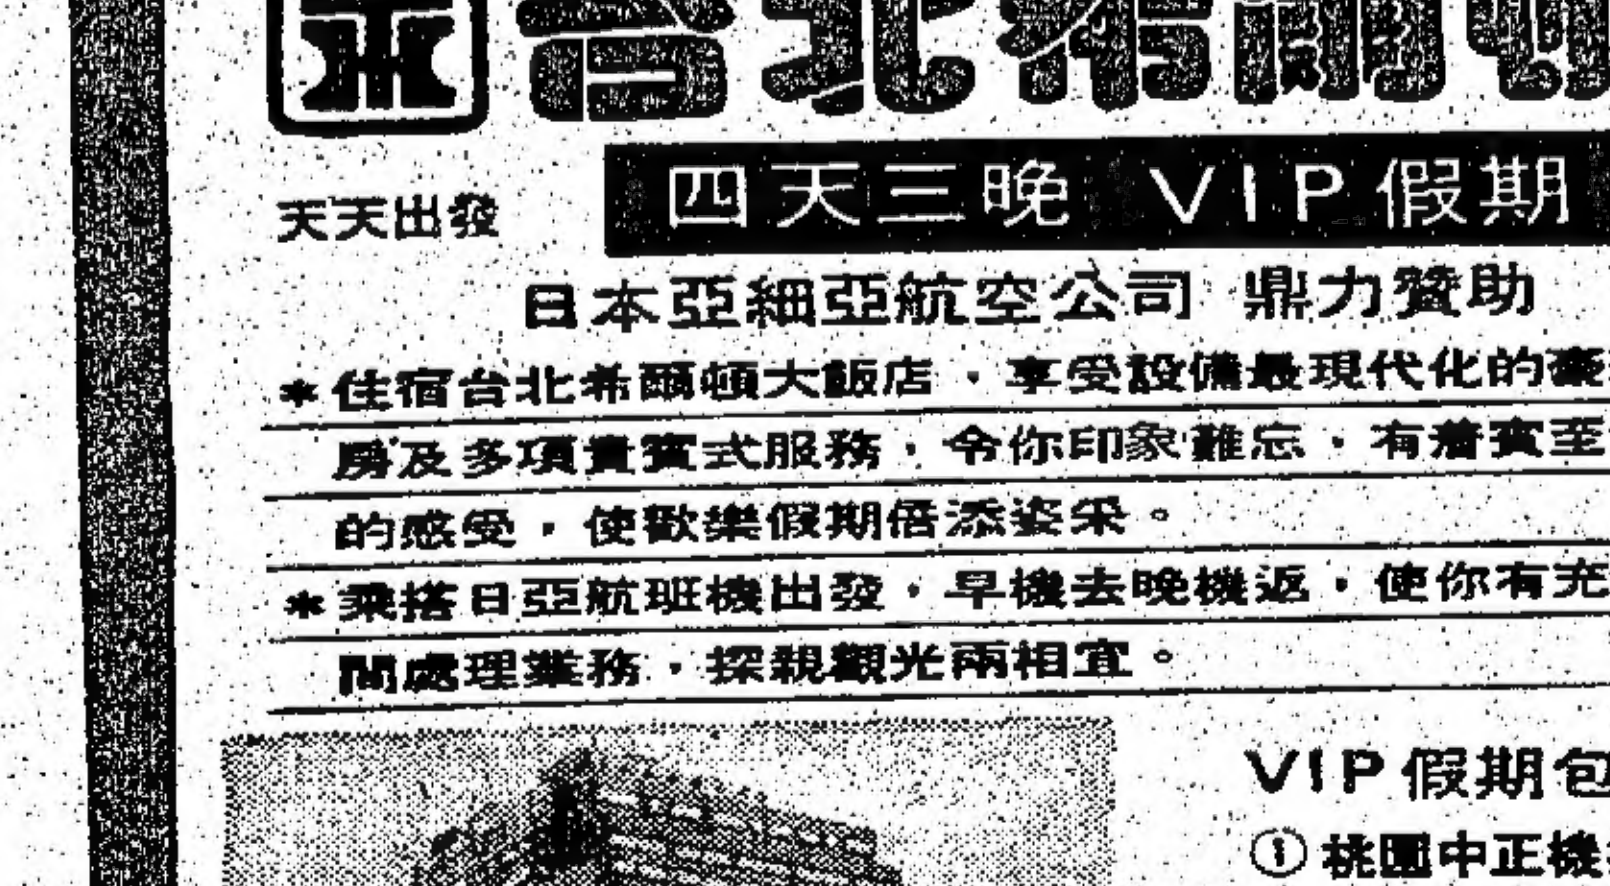 台北希爾頓
天天出發
四天三晚 VIP假期
日本亞細亞航空公司 鼎力贊助
*住宿台北希爾頓大飯店，享受設備最現代化的豪
房及多項貴賓式服務，令你印象難忘，有着賓至
的感受，使歡樂假期倍添姿采。
*乘搭日亞航班機出發，早機去晚機返，使你有充
間處理業務，探親觀光兩相宜。
VIP假期包
①桃園中正機